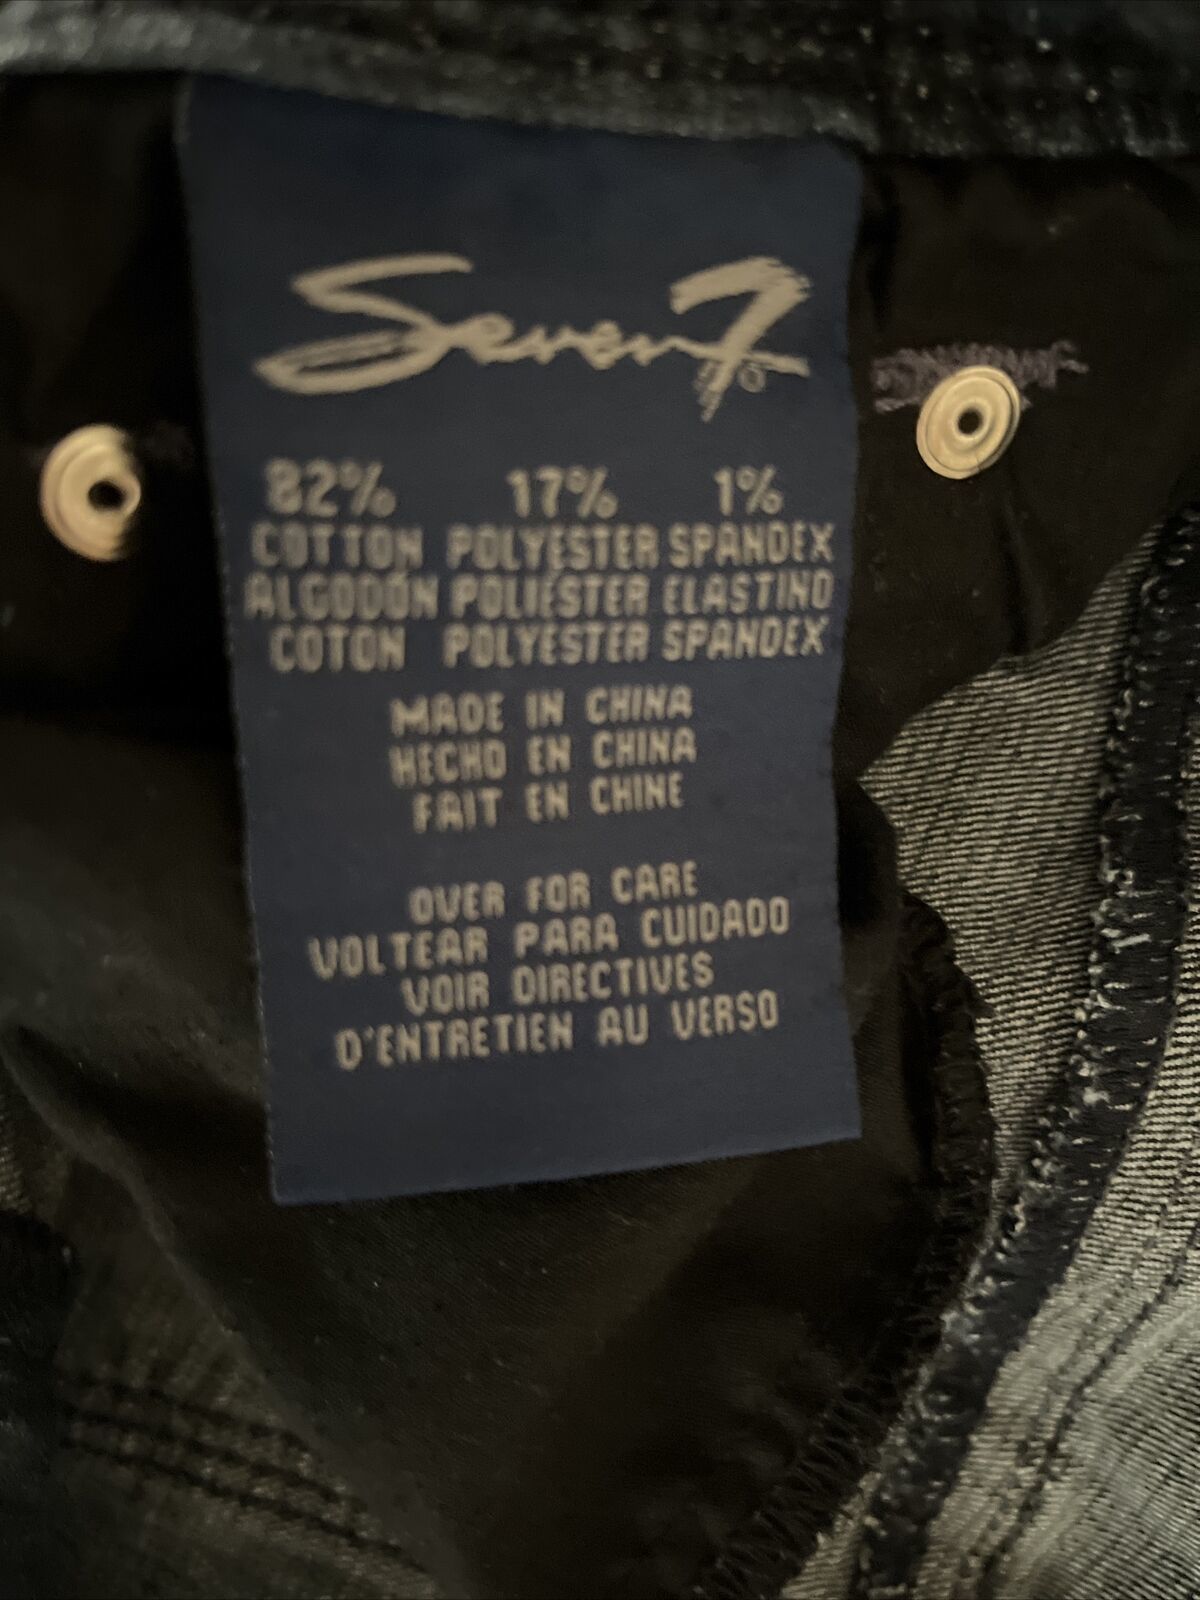 Seven7®
82% 17% 1%
COTTON POLYESTER SPANDEX
ALGODÓN POLIÉSTER ELASTINO
COTON POLYESTER SPANDEX
MADE IN CHINA
HECHO EN CHINA
FAIT EN CHINE
OVER FOR CARE
VOLTEAR PARA CUIDADO
VOIR DIRECTIVES
D'ENTRETIEN AU VERSO